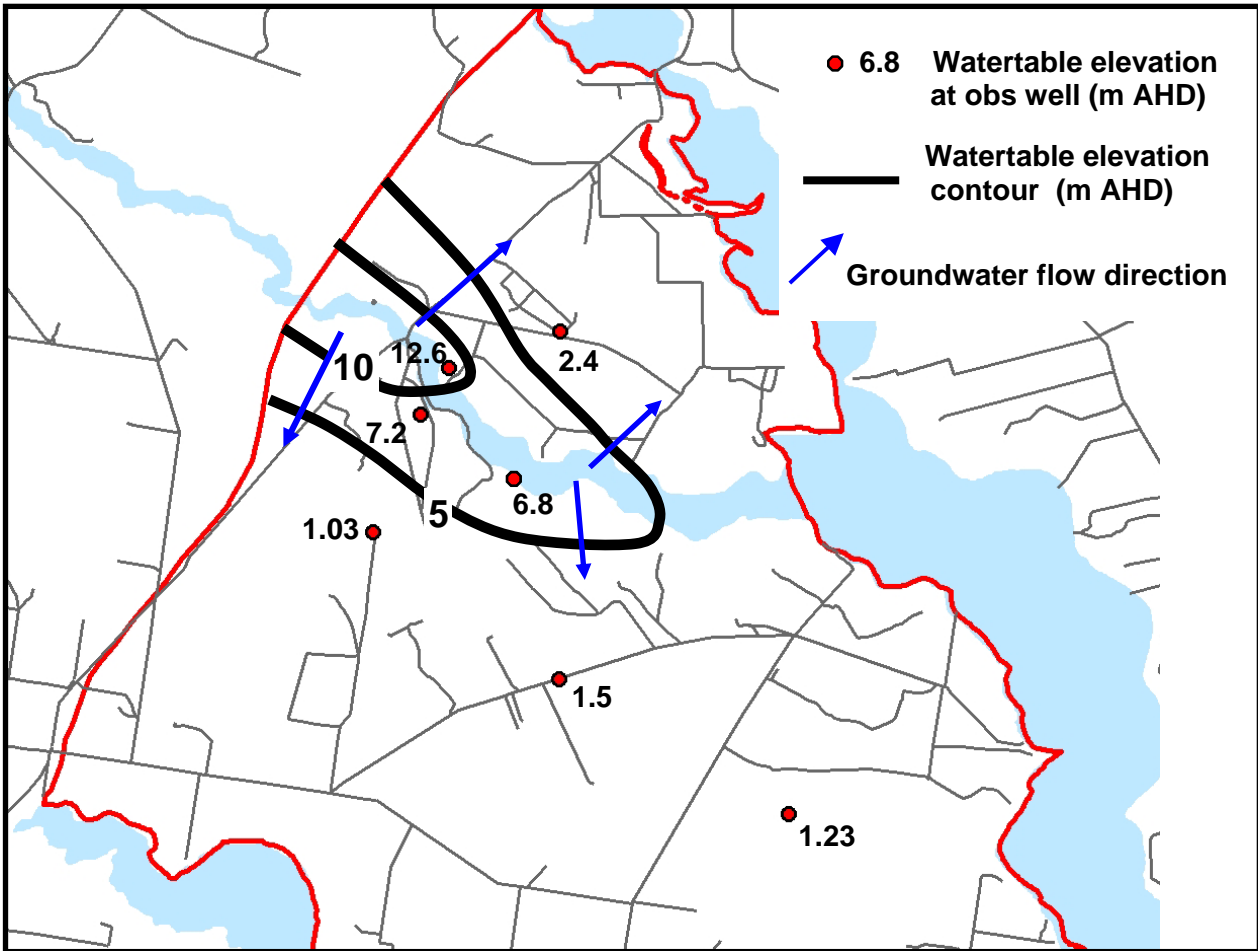 6.8 Watertable elevation
at obs well (m AHD)
Watertable elevation
contour (m AHD)
Groundwater flow direction
12.6
10
2.4
7.2
6.8
5
1.03
1.5
1.23